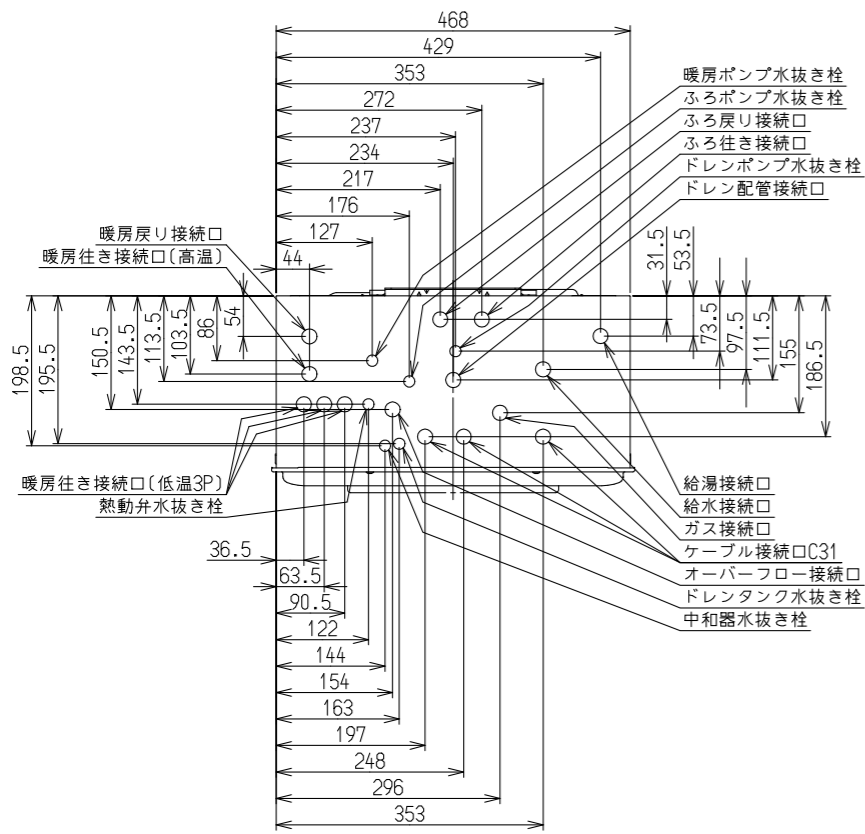 468
429
353
272
237
234
217
176
127
44
暖房ポンプ水抜き栓
ふろポンプ水抜き栓
ふろ戻り接続口
ふろ往き接続口
ドレンポンプ水抜き栓
ドレン配管接続口
暖房戻り接続口
暖房往き接続口(高温)
198.5
195.5
150.5
143.5
113.5
103.5
86
54
31.5
53.5
73.5
97.5
111.5
155
186.5
暖房往き接続口(低温3P)
熱動弁水抜き栓
給湯接続口
給水接続口
ガス接続口
ケーブル接続口C31
オーバーフロー接続口
ドレンタンク水抜き栓
中和器水抜き栓
36.5
63.5
90.5
122
144
154
163
197
248
296
353